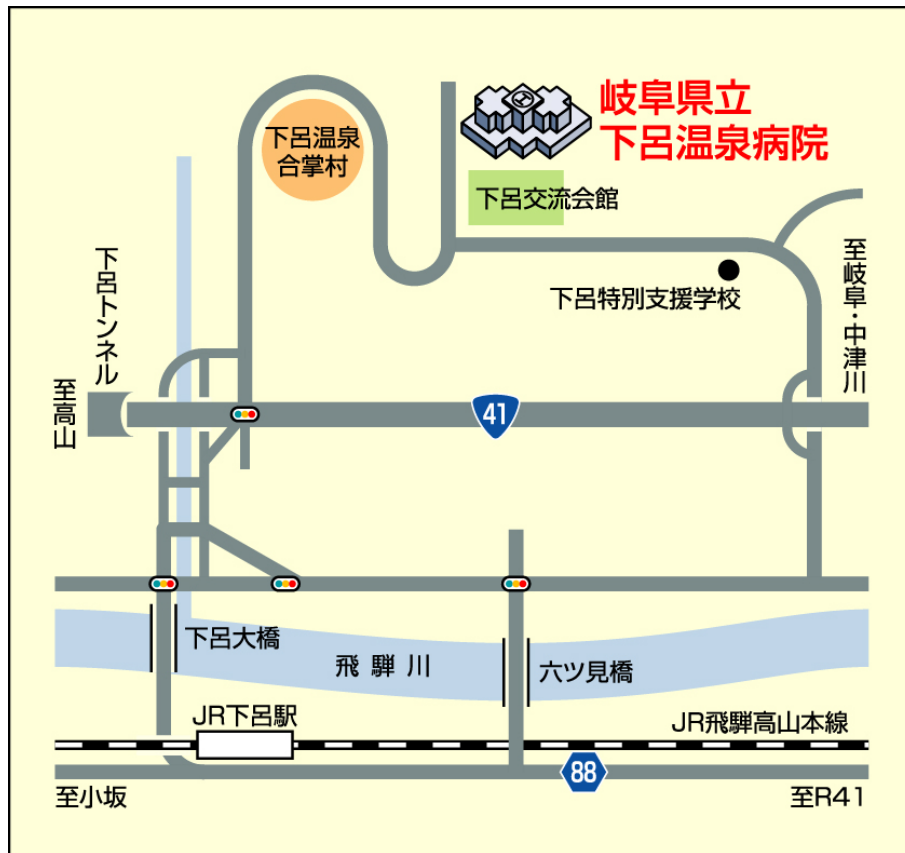 岐阜県立
下呂温泉病院
下呂温泉
合掌村
下呂交流会館
下呂特別支援学校
下呂トンネル
至高山
至岐阜・中津川
41
下呂大橋
飛騨川
六ツ見橋
JR下呂駅
JR飛騨高山本線
88
至小坂
至R41